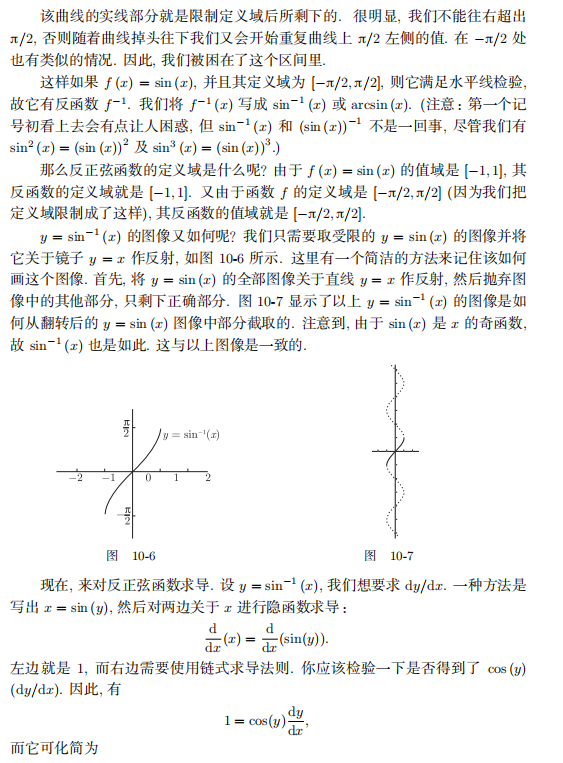 该曲线的实线部分就是限制定义域后所剩下的. 很明显, 我们不能往右超出
π/2, 否则随着曲线掉头往下我们又会开始重复曲线上 π/2 左侧的值. 在 −π/2 处
也有类似的情况. 因此, 我们被困在了这个区间里.
这样如果 f (x) = sin (x), 并且其定义域为 [−π/2, π/2], 则它满足水平线检验,
故它有反函数 f⁻¹. 我们将 f⁻¹ (x) 写成 sin⁻¹ (x) 或 arcsin (x). (注意: 第一个记
号初看上去会有点让人困惑, 但 sin⁻¹ (x) 和 (sin (x))⁻¹ 不是一回事, 尽管我们有
sin² (x) = (sin (x))² 及 sin³ (x) = (sin (x))³.)
那么反正弦函数的定义域是什么呢? 由于 f (x) = sin (x) 的值域是 [−1, 1], 其
反函数的定义域就是 [−1, 1]. 又由于函数 f 的定义域是 [−π/2, π/2] (因为我们把
定义域限制成了这样), 其反函数的值域就是 [−π/2, π/2].
y = sin⁻¹ (x) 的图像又如何呢? 我们只需要取受限的 y = sin (x) 的图像并将
它关于镜子 y = x 作反射, 如图 10-6 所示. 这里有一个简洁的方法来记住该如何
画这个图像. 首先, 将 y = sin (x) 的全部图像关于直线 y = x 作反射, 然后抛弃图
像中的其他部分, 只剩下正确部分. 图 10-7 显示了以上 y = sin⁻¹ (x) 的图像是如
何从翻转后的 y = sin (x) 图像中部分截取的. 注意到, 由于 sin (x) 是 x 的奇函数,
故 sin⁻¹ (x) 也是如此. 这与以上图像是一致的.
π/2
y = sin⁻¹(x)
−2 −1 0 1 2
−π/2
图 10-6 图 10-7
现在, 来对反正弦函数求导. 设 y = sin⁻¹ (x), 我们想要求 dy/dx. 一种方法是
写出 x = sin (y), 然后对两边关于 x 进行隐函数求导:
d/dx (x) = d/dx (sin(y)).
左边就是 1, 而右边需要使用链式求导法则. 你应该检验一下是否得到了 cos (y)
(dy/dx). 因此, 有
1 = cos(y) dy/dx,
而它可化简为